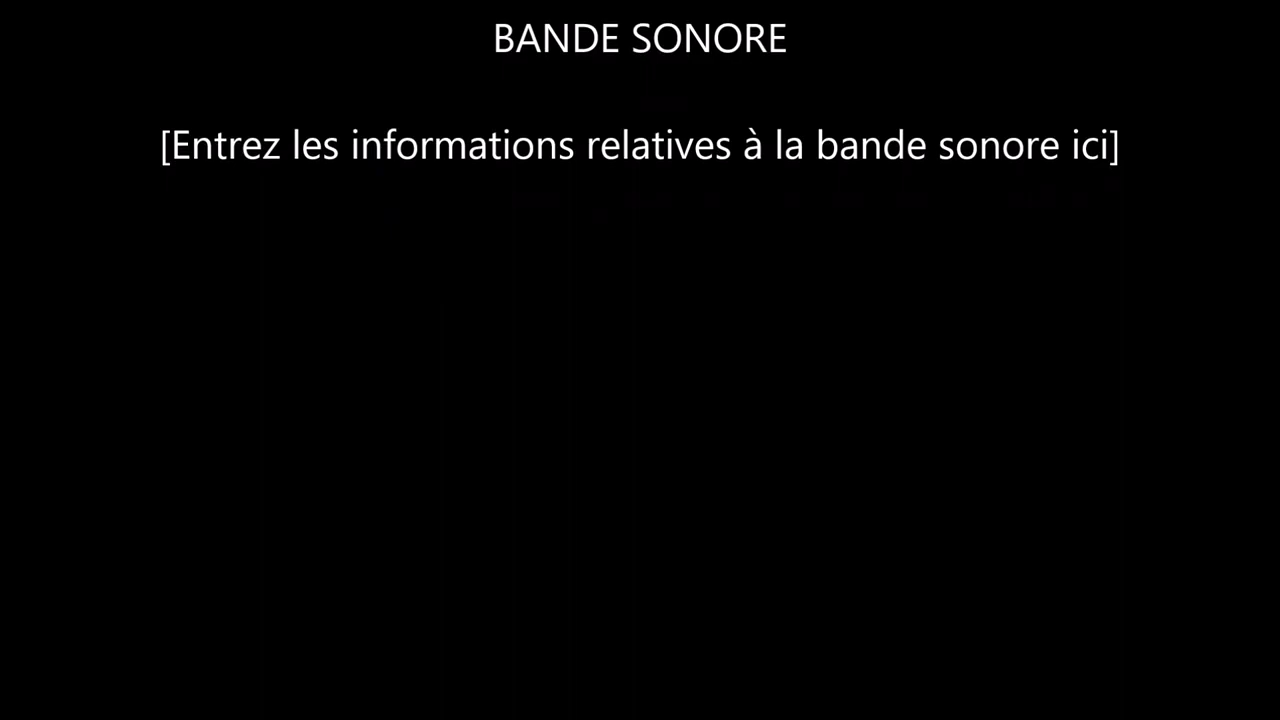 BANDE SONORE
[Entrez les informations relatives à la bande sonore ici]